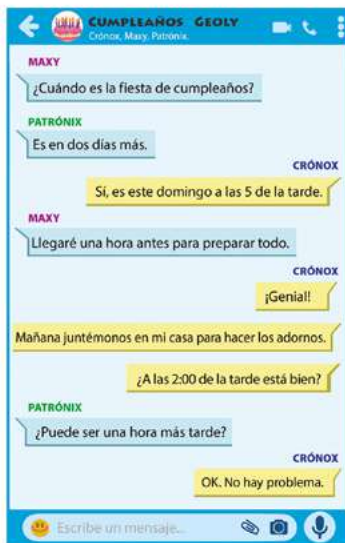 CUMPLEAÑOS GEOLY
Crónox, Maxy, Patrónix.
MAXY
¿Cuándo es la fiesta de cumpleaños?
PATRÓNIX
Es en dos días más.
CRÓNOX
Sí, es este domingo a las 5 de la tarde.
MAXY
Llegaré una hora antes para preparar todo.
CRÓNOX
¡Genial!
Mañana juntémonos en mi casa para hacer los adornos.
¿A las 2:00 de la tarde está bien?
PATRÓNIX
¿Puede ser una hora más tarde?
CRÓNOX
OK. No hay problema.
Escribe un mensaje...